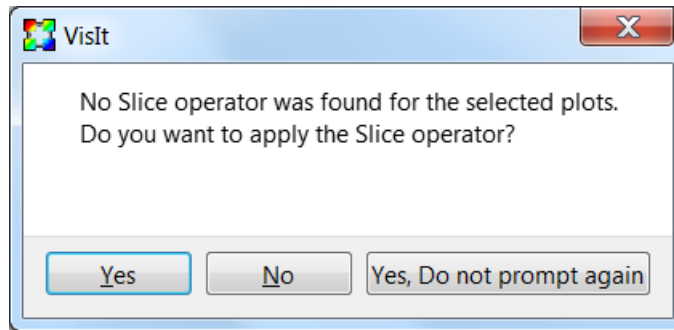 VisIt
No Slice operator was found for the selected plots.
Do you want to apply the Slice operator?
Yes
No
Yes, Do not prompt again